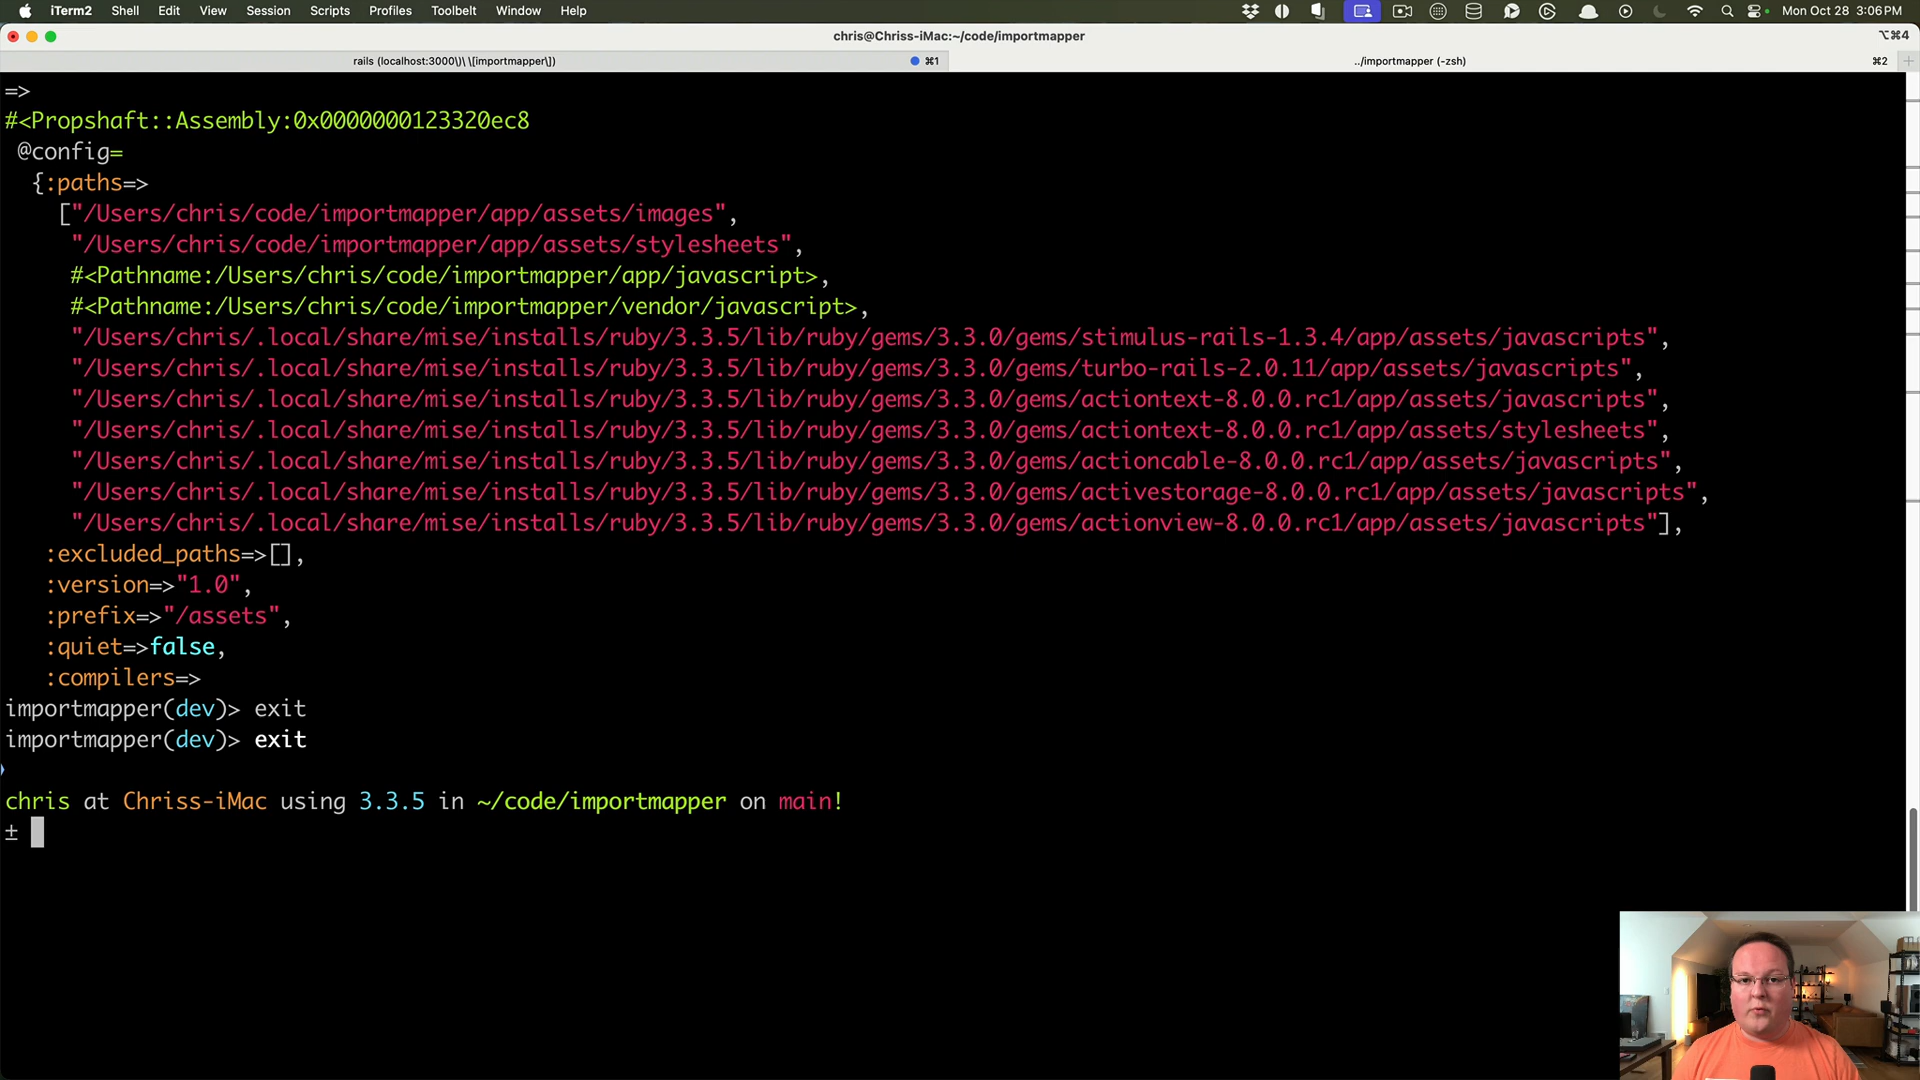 iTerm2 Shell Edit View Session Scripts Profiles Toolbelt Window Help Mon Oct 28 3:06 PM
chris@Chriss-iMac:~/code/importmapper ⌥⌘4
rails (localhost:3000\)\ \[importmapper\]) ⌘1 ../importmapper (-zsh) ⌘2
=>
#<Propshaft::Assembly:0x0000000123320ec8
@config=
{:paths=>
["/Users/chris/code/importmapper/app/assets/images",
"/Users/chris/code/importmapper/app/assets/stylesheets",
#<Pathname:/Users/chris/code/importmapper/app/javascript>,
#<Pathname:/Users/chris/code/importmapper/vendor/javascript>,
"/Users/chris/.local/share/mise/installs/ruby/3.3.5/lib/ruby/gems/3.3.0/gems/stimulus-rails-1.3.4/app/assets/javascripts",
"/Users/chris/.local/share/mise/installs/ruby/3.3.5/lib/ruby/gems/3.3.0/gems/turbo-rails-2.0.11/app/assets/javascripts",
"/Users/chris/.local/share/mise/installs/ruby/3.3.5/lib/ruby/gems/3.3.0/gems/actiontext-8.0.0.rc1/app/assets/javascripts",
"/Users/chris/.local/share/mise/installs/ruby/3.3.5/lib/ruby/gems/3.3.0/gems/actiontext-8.0.0.rc1/app/assets/stylesheets",
"/Users/chris/.local/share/mise/installs/ruby/3.3.5/lib/ruby/gems/3.3.0/gems/actioncable-8.0.0.rc1/app/assets/javascripts",
"/Users/chris/.local/share/mise/installs/ruby/3.3.5/lib/ruby/gems/3.3.0/gems/activestorage-8.0.0.rc1/app/assets/javascripts",
"/Users/chris/.local/share/mise/installs/ruby/3.3.5/lib/ruby/gems/3.3.0/gems/actionview-8.0.0.rc1/app/assets/javascripts"],
:excluded_paths=>[],
:version=>"1.0",
:prefix=>"/assets",
:quiet=>false,
:compilers=>
importmapper(dev)> exit
importmapper(dev)> exit
chris at Chriss-iMac using 3.3.5 in ~/code/importmapper on main!
±